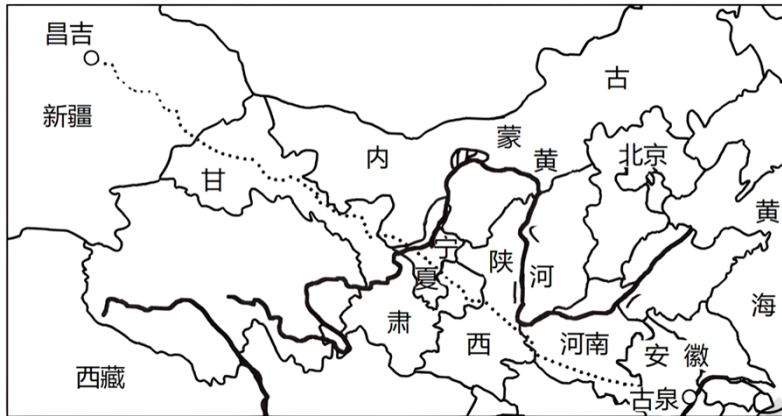 昌吉
新疆
古
蒙
内
黄
北京
甘
黄
宁
夏
陕
河
海
肃
西
河南
安徽
西藏
古泉